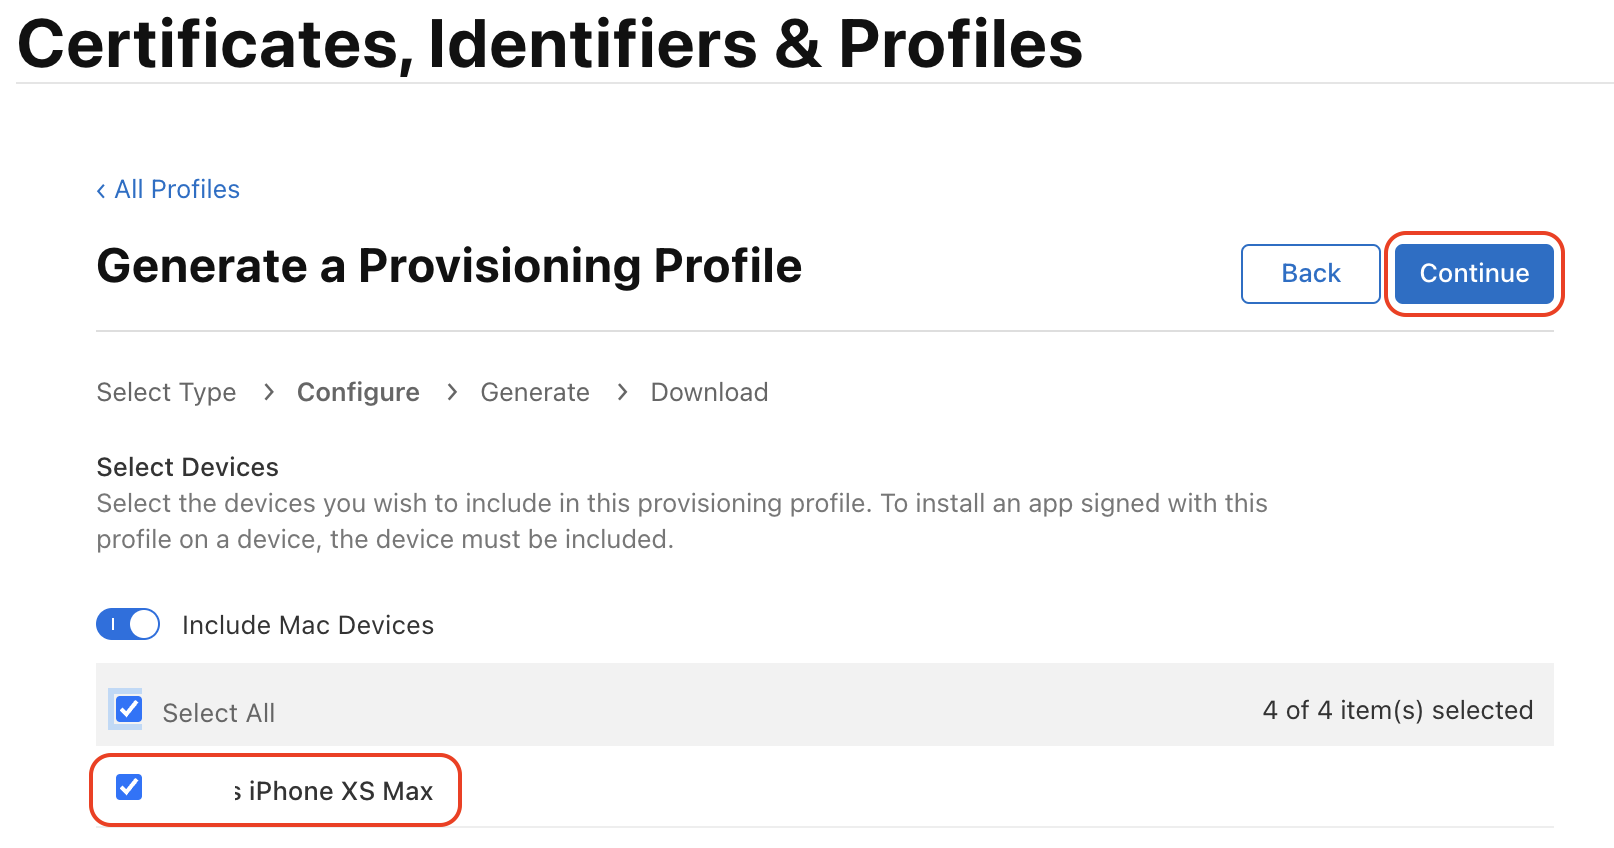 Certificates, Identifiers & Profiles
‹ All Profiles
Generate a Provisioning Profile
Back
Continue
Select Type > Configure > Generate > Download
Select Devices
Select the devices you wish to include in this provisioning profile. To install an app signed with this
profile on a device, the device must be included.
Include Mac Devices
Select All
4 of 4 item(s) selected
s iPhone XS Max